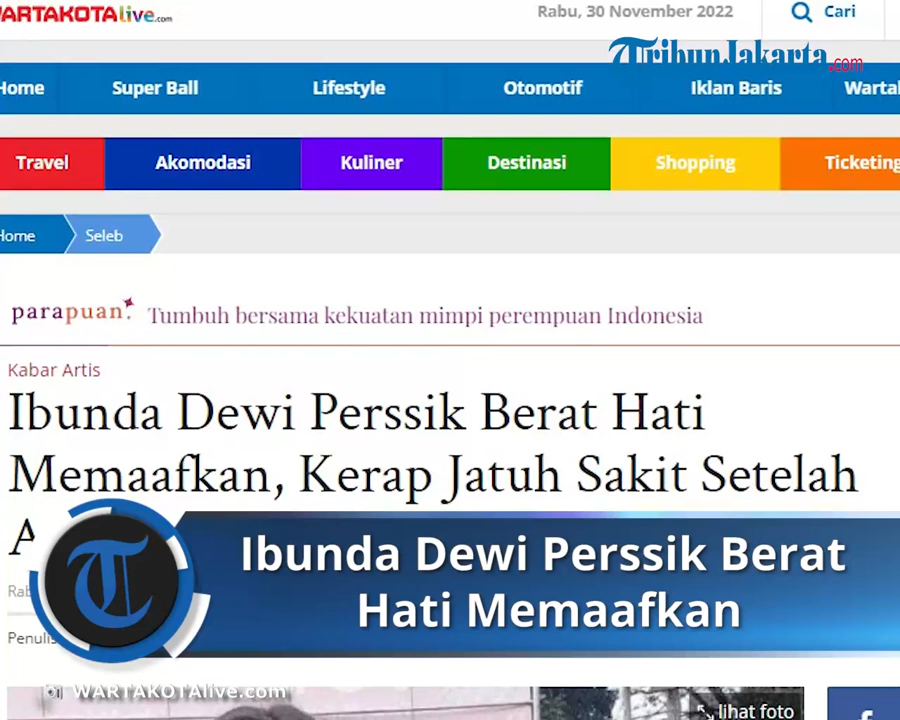 WARTAKOTAlive.com
Rabu, 30 November 2022
Cari
TribunJakarta.com
Home
Super Ball
Lifestyle
Otomotif
Iklan Baris
Travel
Akomodasi
Kuliner
Destinasi
Shopping
Ticketing
Home
Seleb
parapuan.
Tumbuh bersama kekuatan mimpi perempuan Indonesia
Kabar Artis
Ibunda Dewi Perssik Berat Hati
Memaafkan, Kerap Jatuh Sakit Setelah
Ibunda Dewi Perssik Berat
Hati Memaafkan
WARTAKOTAlive.com
lihat foto